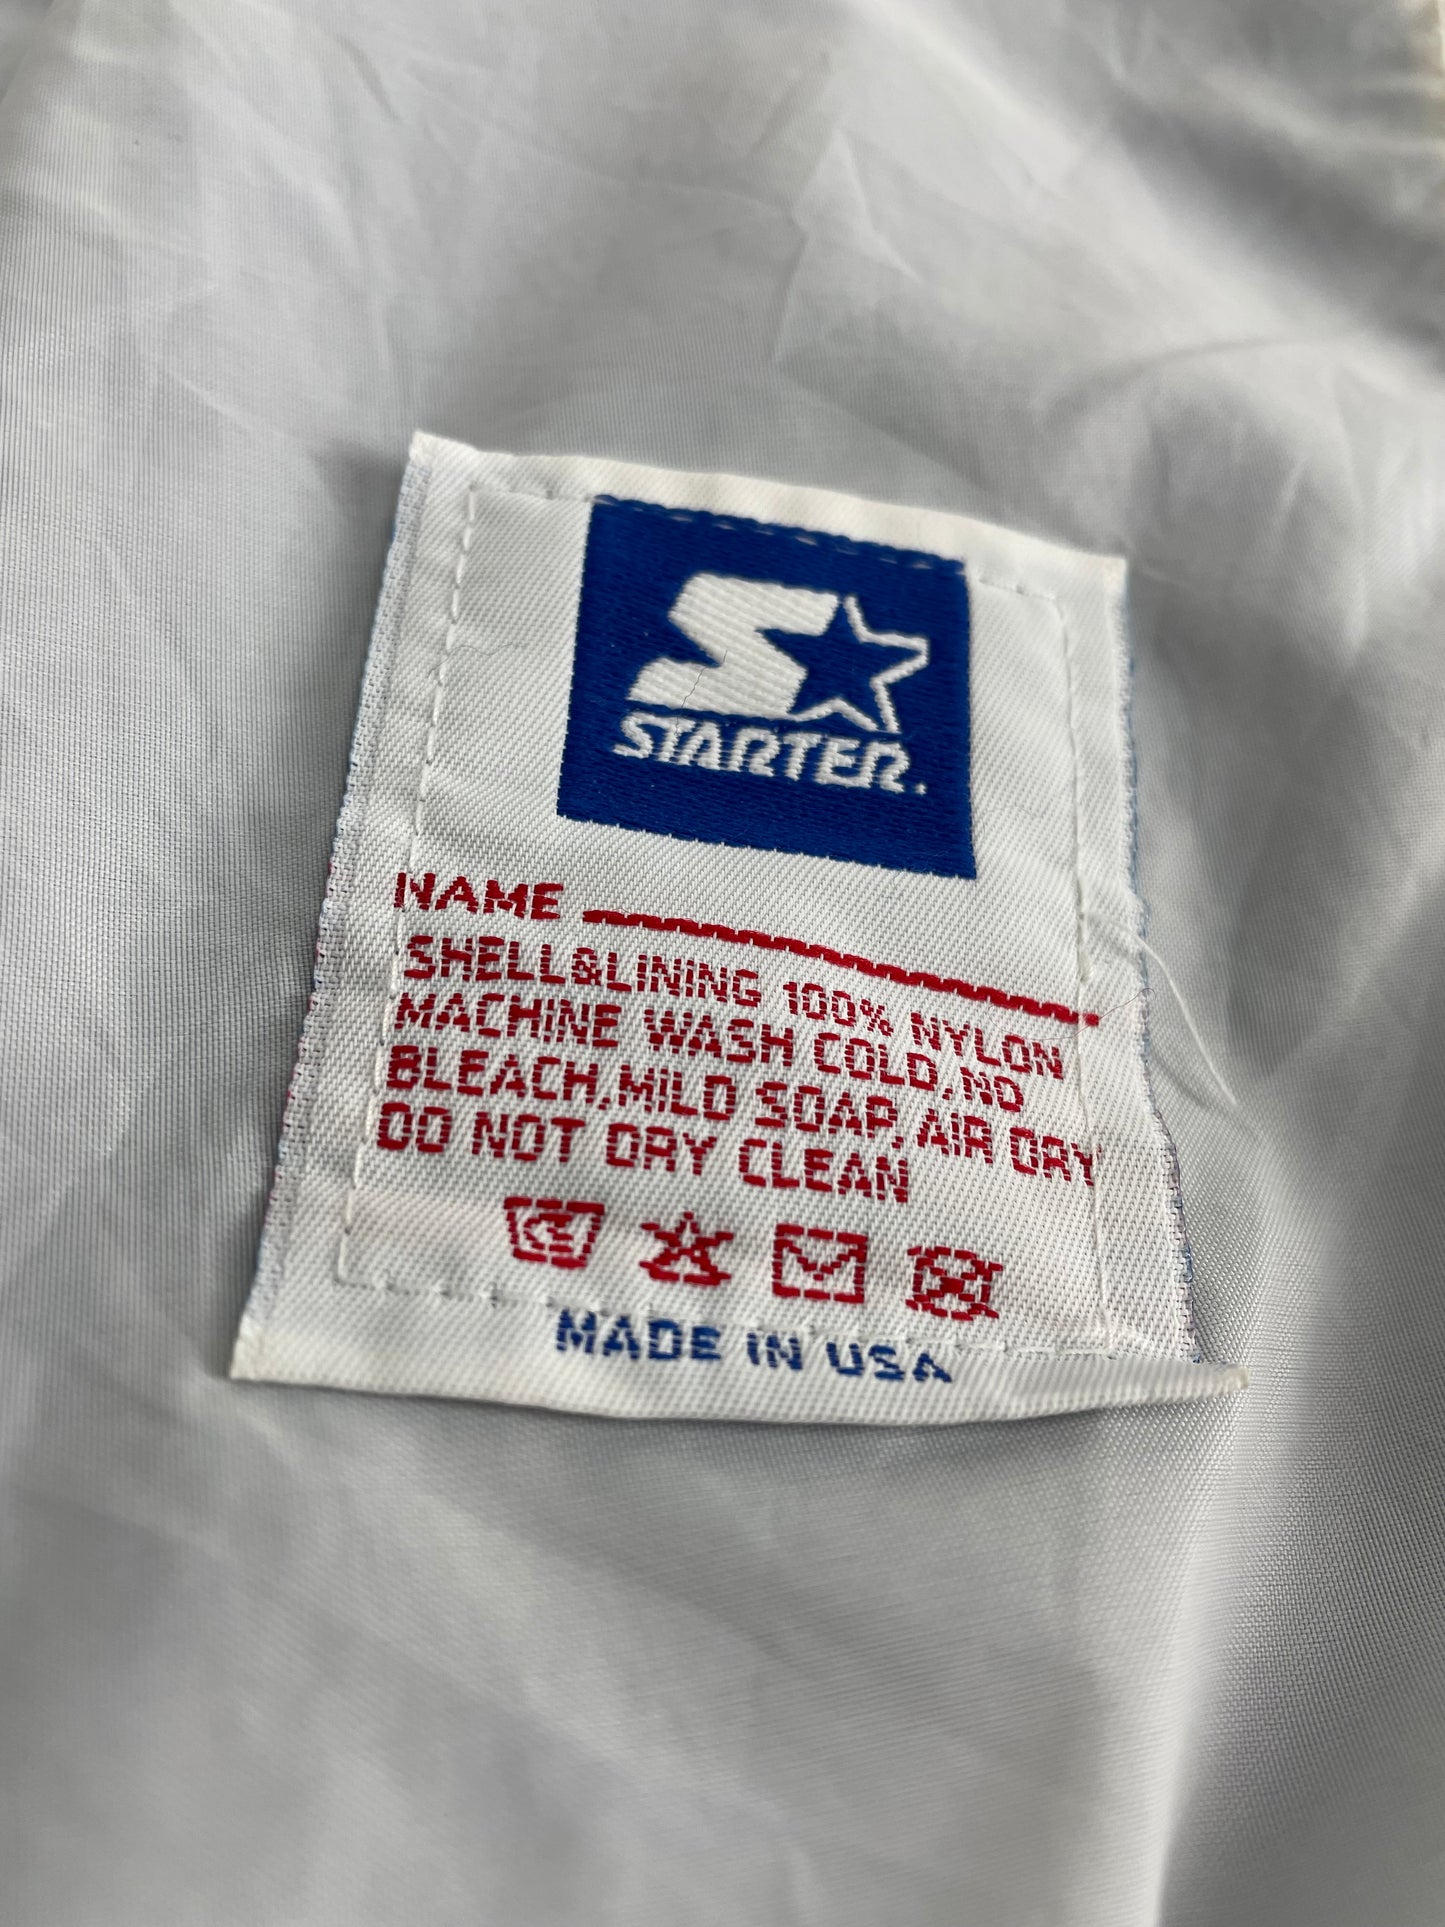 STARTER.
NAME
SHELL&LINING 100% NYLON
MACHINE WASH COLD, NO
BLEACH, MILD SOAP, AIR DRY
DO NOT DRY CLEAN
MADE IN USA